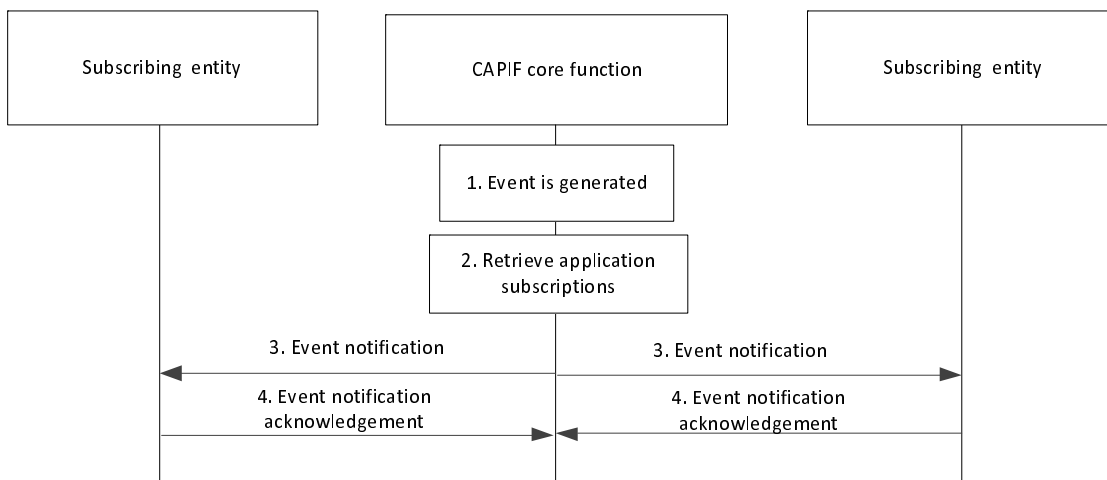 Subscribing entity
CAPIF core function
Subscribing entity
1. Event is generated
2. Retrieve application
subscriptions
3. Event notification
3. Event notification
4. Event notification
acknowledgement
4. Event notification
acknowledgement